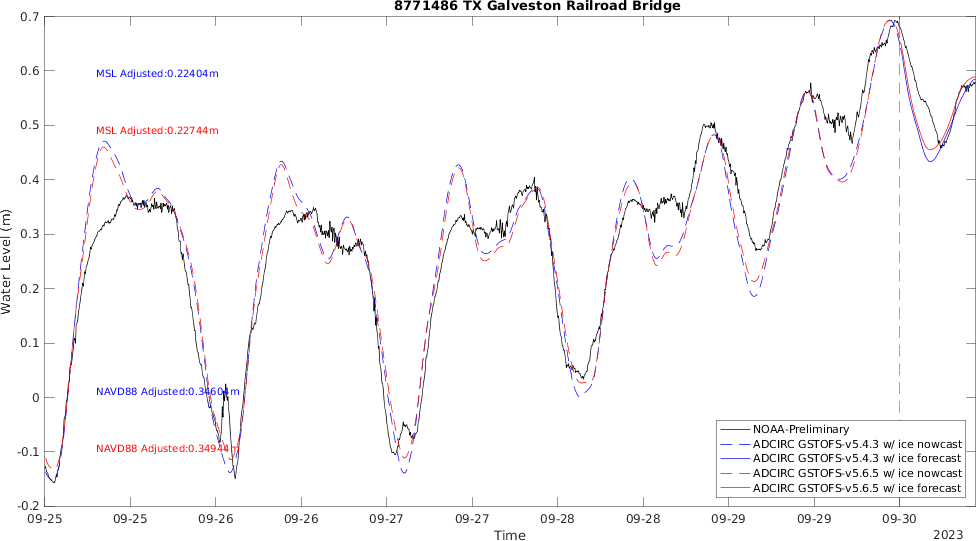 8771486 TX Galveston Railroad Bridge
0.7
0.6
0.5
0.4
0.3
0.2
0.1
0
-0.1
-0.2
Water Level (m)
MSL Adjusted:0.22404m
MSL Adjusted:0.22744m
NAVD88 Adjusted:0.34604m
NAVD88 Adjusted:0.34944m
NOAA-Preliminary
ADCIRC GSTOFS-v5.4.3 w/ ice nowcast
ADCIRC GSTOFS-v5.4.3 w/ ice forecast
ADCIRC GSTOFS-v5.6.5 w/ ice nowcast
ADCIRC GSTOFS-v5.6.5 w/ ice forecast
09-25 09-25 09-26 09-26 09-27 09-27 09-28 09-28 09-29 09-29 09-30
Time
2023